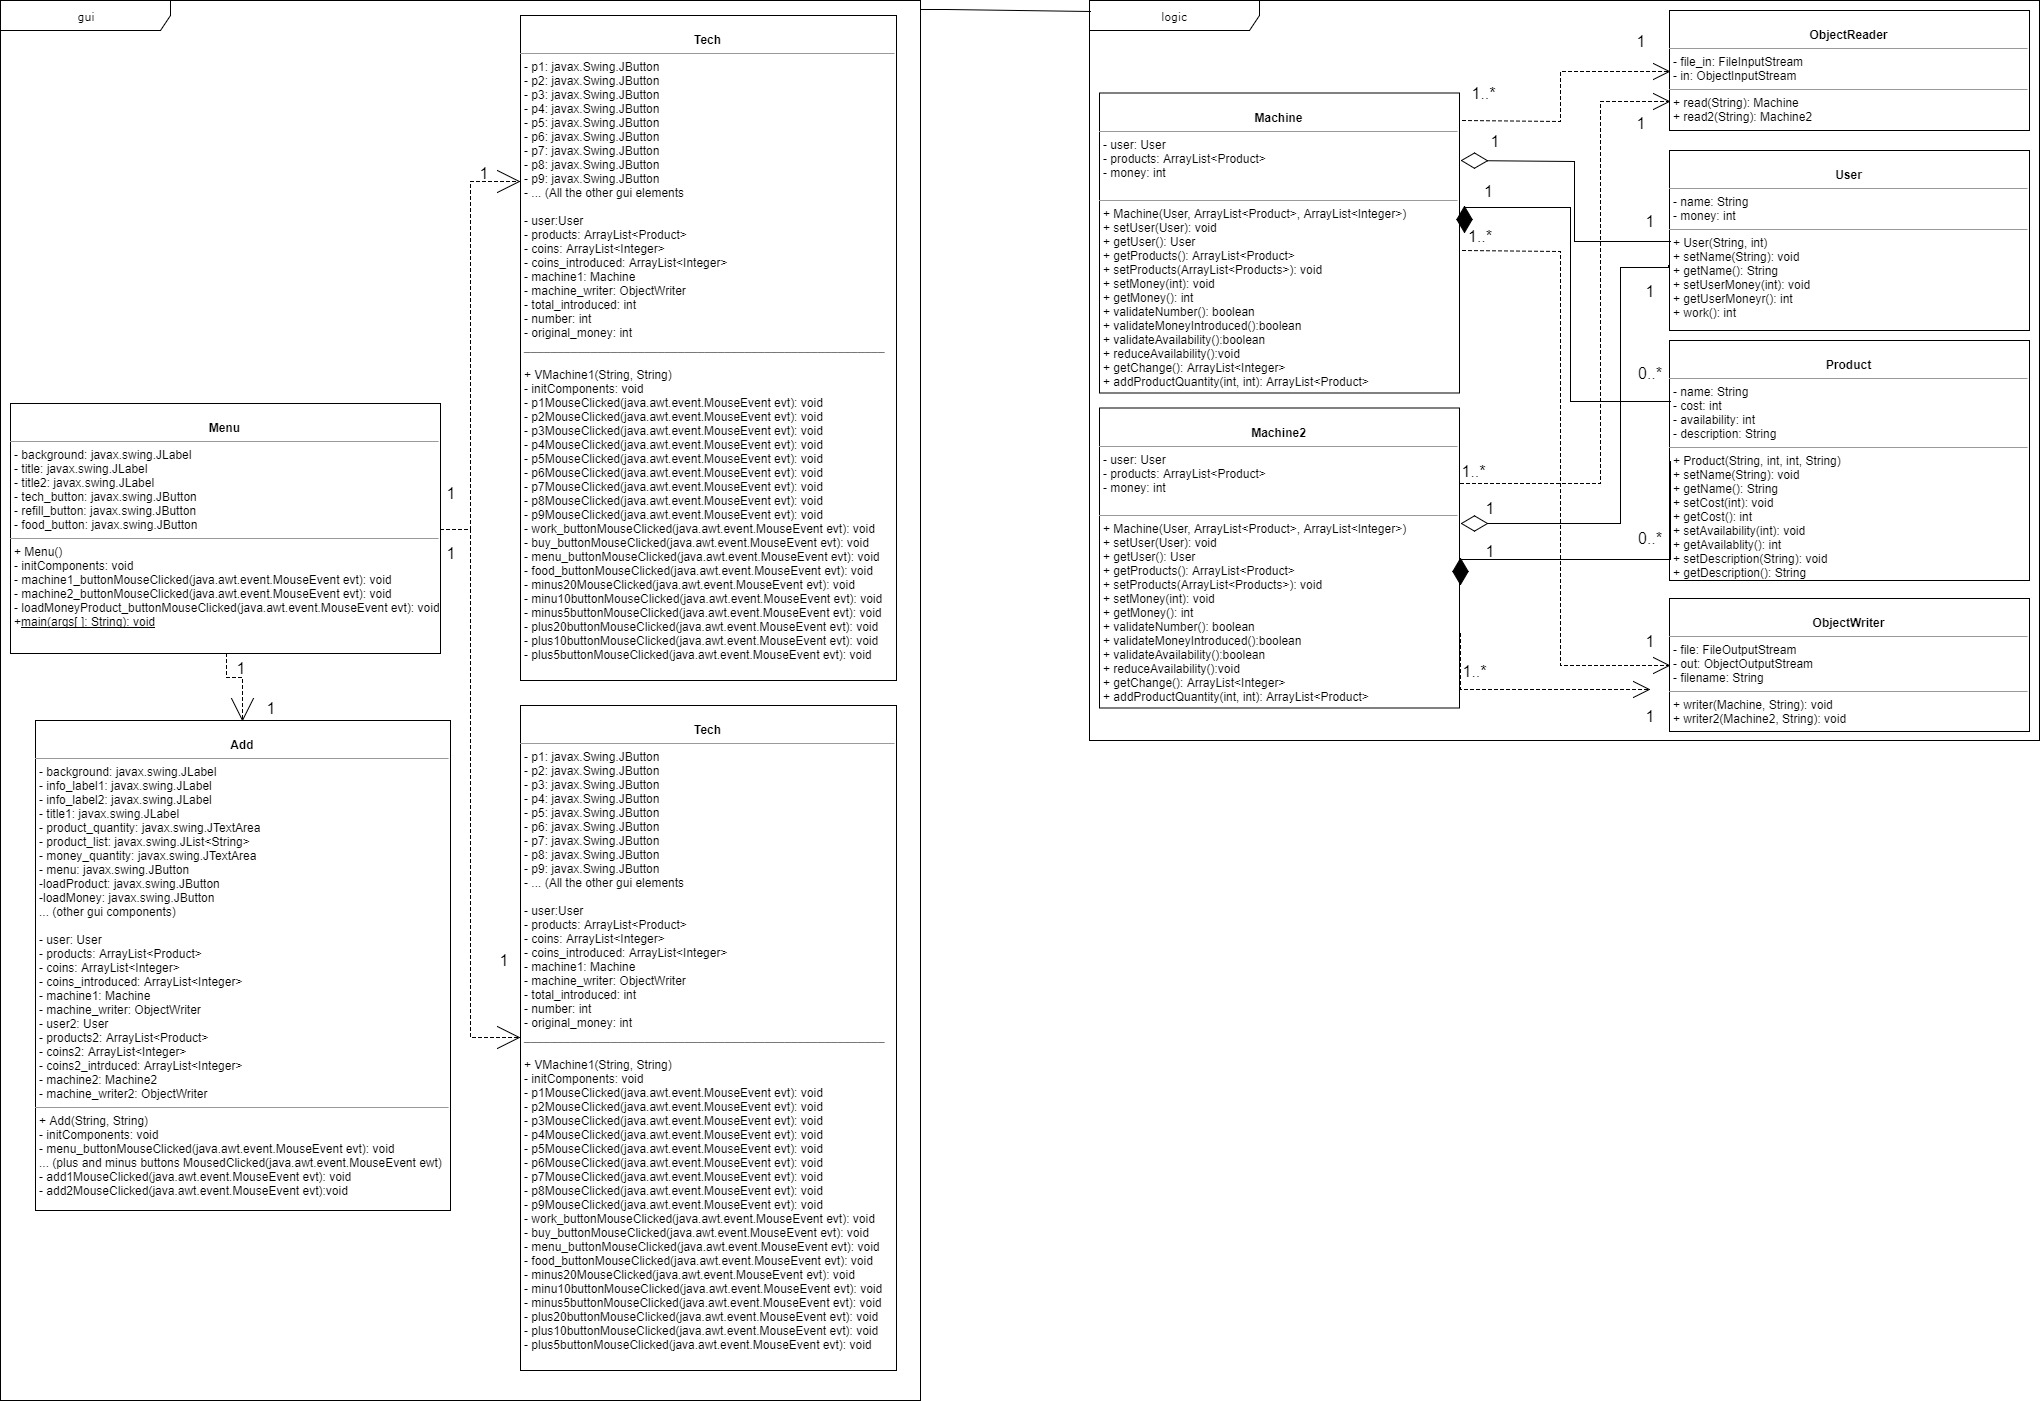 gui
Tech
- p1: javax.Swing.JButton
- p2: javax.Swing.JButton
- p3: javax.Swing.JButton
- p4: javax.Swing.JButton
- p5: javax.Swing.JButton
- p6: javax.Swing.JButton
- p7: javax.Swing.JButton
- p8: javax.Swing.JButton
- p9: javax.Swing.JButton
- ... (All the other gui elements
- user:User
- products: ArrayList<Product>
- coins: ArrayList<Integer>
- coins_introduced: ArrayList<Integer>
- machine1: Machine
- machine_writer: ObjectWriter
- total_introduced: int
- number: int
- original_money: int
+ VMachine1(String, String)
- initComponents: void
- p1MouseClicked(java.awt.event.MouseEvent evt): void
- p2MouseClicked(java.awt.event.MouseEvent evt): void
- p3MouseClicked(java.awt.event.MouseEvent evt): void
- p4MouseClicked(java.awt.event.MouseEvent evt): void
- p5MouseClicked(java.awt.event.MouseEvent evt): void
- p6MouseClicked(java.awt.event.MouseEvent evt): void
- p7MouseClicked(java.awt.event.MouseEvent evt): void
- p8MouseClicked(java.awt.event.MouseEvent evt): void
- p9MouseClicked(java.awt.event.MouseEvent evt): void
- work_buttonMouseClicked(java.awt.event.MouseEvent evt): void
- buy_buttonMouseClicked(java.awt.event.MouseEvent evt): void
- menu_buttonMouseClicked(java.awt.event.MouseEvent evt): void
- food_buttonMouseClicked(java.awt.event.MouseEvent evt): void
- minus20MouseClicked(java.awt.event.MouseEvent evt): void
- minu10buttonMouseClicked(java.awt.event.MouseEvent evt): void
- minus5buttonMouseClicked(java.awt.event.MouseEvent evt): void
- plus20buttonMouseClicked(java.awt.event.MouseEvent evt): void
- plus10buttonMouseClicked(java.awt.event.MouseEvent evt): void
- plus5buttonMouseClicked(java.awt.event.MouseEvent evt): void
1
Menu
- background: javax.swing.JLabel
- title: javax.swing.JLabel
- title2: javax.swing.JLabel
- tech_button: javax.swing.JButton
- refill_button: javax.swing.JButton
- food_button: javax.swing.JButton
+ Menu()
- initComponents: void
- machine1_buttonMouseClicked(java.awt.event.MouseEvent evt): void
- machine2_buttonMouseClicked(java.awt.event.MouseEvent evt): void
- loadMoneyProduct_buttonMouseClicked(java.awt.event.MouseEvent evt): void
+main(args[ ]: String): void
1
1
1
1
Add
- background: javax.swing.JLabel
- info_label1: javax.swing.JLabel
- info_label2: javax.swing.JLabel
- title1: javax.swing.JLabel
- product_quantity: javax.swing.JTextArea
- product_list: javax.swing.JList<String>
- money_quantity: javax.swing.JTextArea
- menu: javax.swing.JButton
-loadProduct: javax.swing.JButton
-loadMoney: javax.swing.JButton
... (other gui components)
- user: User
- products: ArrayList<Product>
- coins: ArrayList<Integer>
- coins_introduced: ArrayList<Integer>
- machine1: Machine
- machine_writer: ObjectWriter
- user2: User
- products2: ArrayList<Product>
- coins2: ArrayList<Integer>
- coins2_intrduced: ArrayList<Integer>
- machine2: Machine2
- machine_writer2: ObjectWriter
+ Add(String, String)
- initComponents: void
- menu_buttonMouseClicked(java.awt.event.MouseEvent evt): void
... (plus and minus buttons MousedClicked(java.awt.event.MouseEvent ewt)
- add1MouseClicked(java.awt.event.MouseEvent evt): void
- add2MouseClicked(java.awt.event.MouseEvent evt):void
1
Tech
- p1: javax.Swing.JButton
- p2: javax.Swing.JButton
- p3: javax.Swing.JButton
- p4: javax.Swing.JButton
- p5: javax.Swing.JButton
- p6: javax.Swing.JButton
- p7: javax.Swing.JButton
- p8: javax.Swing.JButton
- p9: javax.Swing.JButton
- ... (All the other gui elements
- user:User
- products: ArrayList<Product>
- coins: ArrayList<Integer>
- coins_introduced: ArrayList<Integer>
- machine1: Machine
- machine_writer: ObjectWriter
- total_introduced: int
- number: int
- original_money: int
+ VMachine1(String, String)
- initComponents: void
- p1MouseClicked(java.awt.event.MouseEvent evt): void
- p2MouseClicked(java.awt.event.MouseEvent evt): void
- p3MouseClicked(java.awt.event.MouseEvent evt): void
- p4MouseClicked(java.awt.event.MouseEvent evt): void
- p5MouseClicked(java.awt.event.MouseEvent evt): void
- p6MouseClicked(java.awt.event.MouseEvent evt): void
- p7MouseClicked(java.awt.event.MouseEvent evt): void
- p8MouseClicked(java.awt.event.MouseEvent evt): void
- p9MouseClicked(java.awt.event.MouseEvent evt): void
- work_buttonMouseClicked(java.awt.event.MouseEvent evt): void
- buy_buttonMouseClicked(java.awt.event.MouseEvent evt): void
- menu_buttonMouseClicked(java.awt.event.MouseEvent evt): void
- food_buttonMouseClicked(java.awt.event.MouseEvent evt): void
- minus20MouseClicked(java.awt.event.MouseEvent evt): void
- minu10buttonMouseClicked(java.awt.event.MouseEvent evt): void
- minus5buttonMouseClicked(java.awt.event.MouseEvent evt): void
- plus20buttonMouseClicked(java.awt.event.MouseEvent evt): void
- plus10buttonMouseClicked(java.awt.event.MouseEvent evt): void
- plus5buttonMouseClicked(java.awt.event.MouseEvent evt): void
logic
Machine
- user: User
- products: ArrayList<Product>
- money: int
+ Machine(User, ArrayList<Product>, ArrayList<Integer>)
+ setUser(User): void
+ getUser(): User
+ getProducts(): ArrayList<Product>
+ setProducts(ArrayList<Products>): void
+ setMoney(int): void
+ getMoney(): int
+ validateNumber(): boolean
+ validateMoneyIntroduced():boolean
+ validateAvailability():boolean
+ reduceAvailability():void
+ getChange(): ArrayList<Integer>
+ addProductQuantity(int, int): ArrayList<Product>
1..*
1
1
1..*
Machine2
- user: User
- products: ArrayList<Product>
- money: int
+ Machine(User, ArrayList<Product>, ArrayList<Integer>)
+ setUser(User): void
+ getUser(): User
+ getProducts(): ArrayList<Product>
+ setProducts(ArrayList<Products>): void
+ setMoney(int): void
+ getMoney(): int
+ validateNumber(): boolean
+ validateMoneyIntroduced():boolean
+ validateAvailability():boolean
+ reduceAvailability():void
+ getChange(): ArrayList<Integer>
+ addProductQuantity(int, int): ArrayList<Product>
1..*
1
1
1..*
1
1
ObjectReader
- file_in: FileInputStream
- in: ObjectInputStream
+ read(String): Machine
+ read2(String): Machine2
1
1
User
- name: String
- money: int
+ User(String, int)
+ setName(String): void
+ getName(): String
+ setUserMoney(int): void
+ getUserMoneyr(): int
+ work(): int
0..*
0..*
Product
- name: String
- cost: int
- availability: int
- description: String
+ Product(String, int, int, String)
+ setName(String): void
+ getName(): String
+ setCost(int): void
+ getCost(): int
+ setAvailability(int): void
+ getAvailablity(): int
+ setDescription(String): void
+ getDescription(): String
1
1
ObjectWriter
- file: FileOutputStream
- out: ObjectOutputStream
- filename: String
+ writer(Machine, String): void
+ writer2(Machine2, String): void